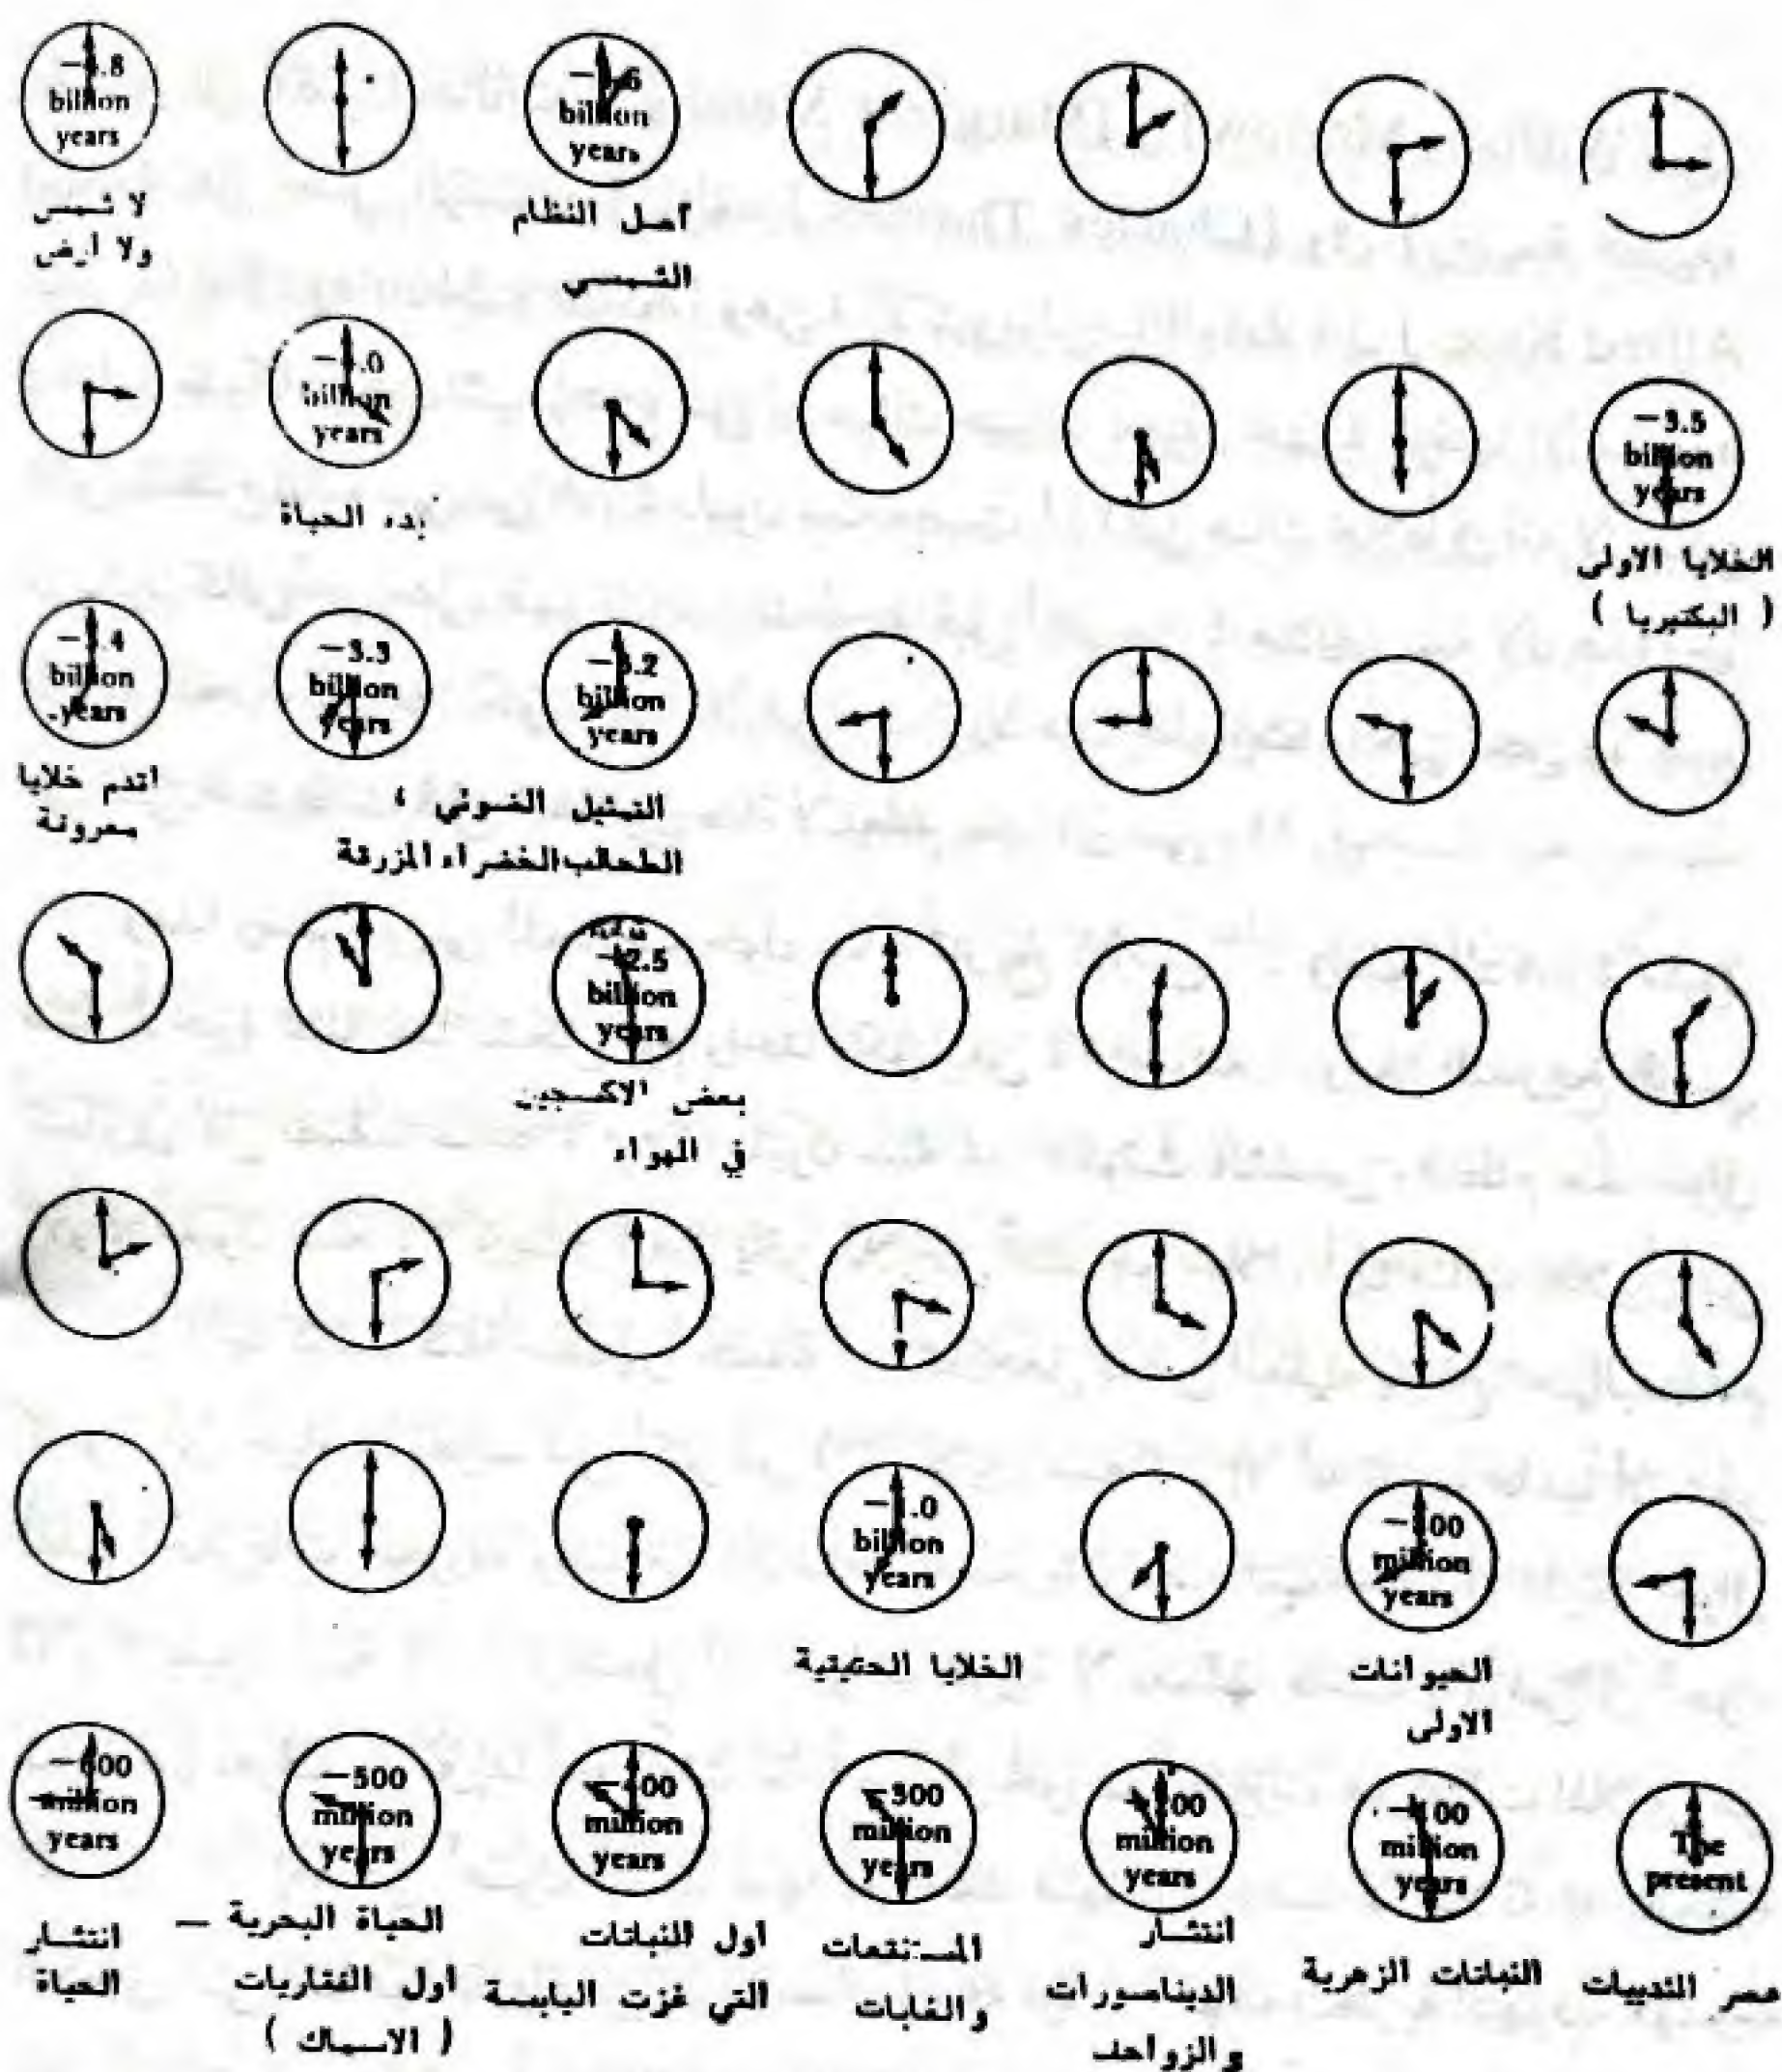 −4.8
billion
years
لا شمس
ولا أرض
−4.6
billion
years
أصل النظام
الشمسي
−4.0
billion
years
بدء الحياة
−3.5
billion
years
الخلايا الاولى
( البكتيريا )
−3.4
billion
years
اقدم خلايا
معروفة
−3.3
billion
years
−3.2
billion
years
التمثيل الضوئي ،
الطحالب الخضراء المزرقة
−2.5
billion
years
بعض الاكسجين
في الهواء
−1.0
billion
years
الخلايا الحقيقية
−800
million
years
الحيوانات
الاولى
−600
million
years
انتشار
الحياة
−500
million
years
الحياة البحرية —
أول الفقاريات
( الاسماك )
−400
million
years
أول النباتات
التي غزت اليابسة
−300
million
years
المستنقعات
والغابات
−200
million
years
انتشار
الديناصورات
والزواحف
−100
million
years
النباتات الزهرية
The
present
عصر الثدييات